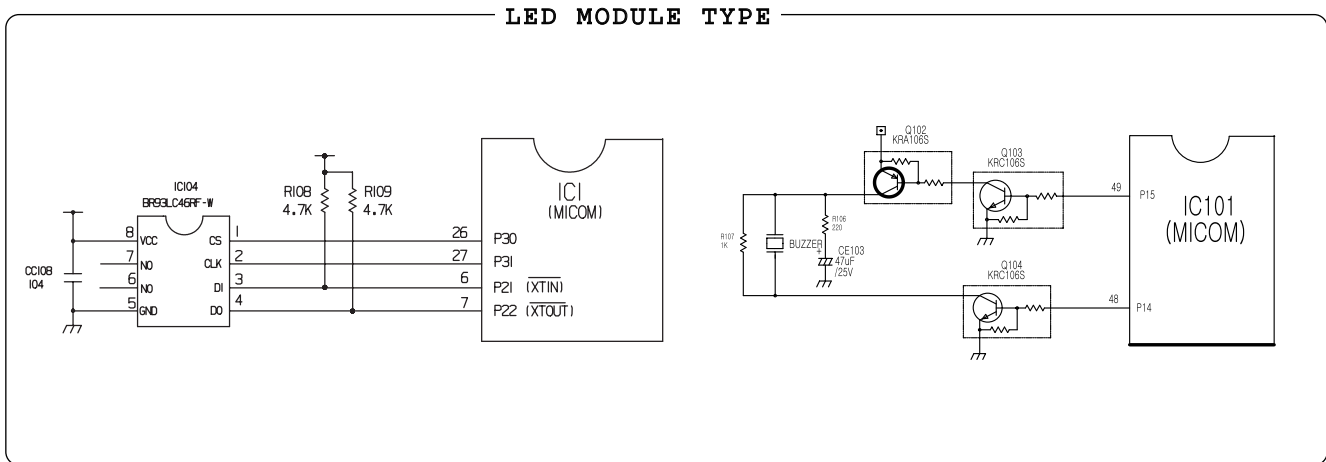 LED MODULE TYPE
IC104
BR93LC46RF-W
8 VCC CS 1
7 NO CLK 2
6 NO DI 3
5 GND DO 4
CC108
104
R108
4.7K
R109
4.7K
IC1
(MICOM)
26 P30
27 P31
6 P21 (XTIN)
7 P22 (XTOUT)
Q102
KRA106S
Q103
KRC106S
49 P15
IC101
(MICOM)
R107
1K
BUZZER
R106
220
+
CE103
47uF
/25V
Q104
KRC106S
48 P14